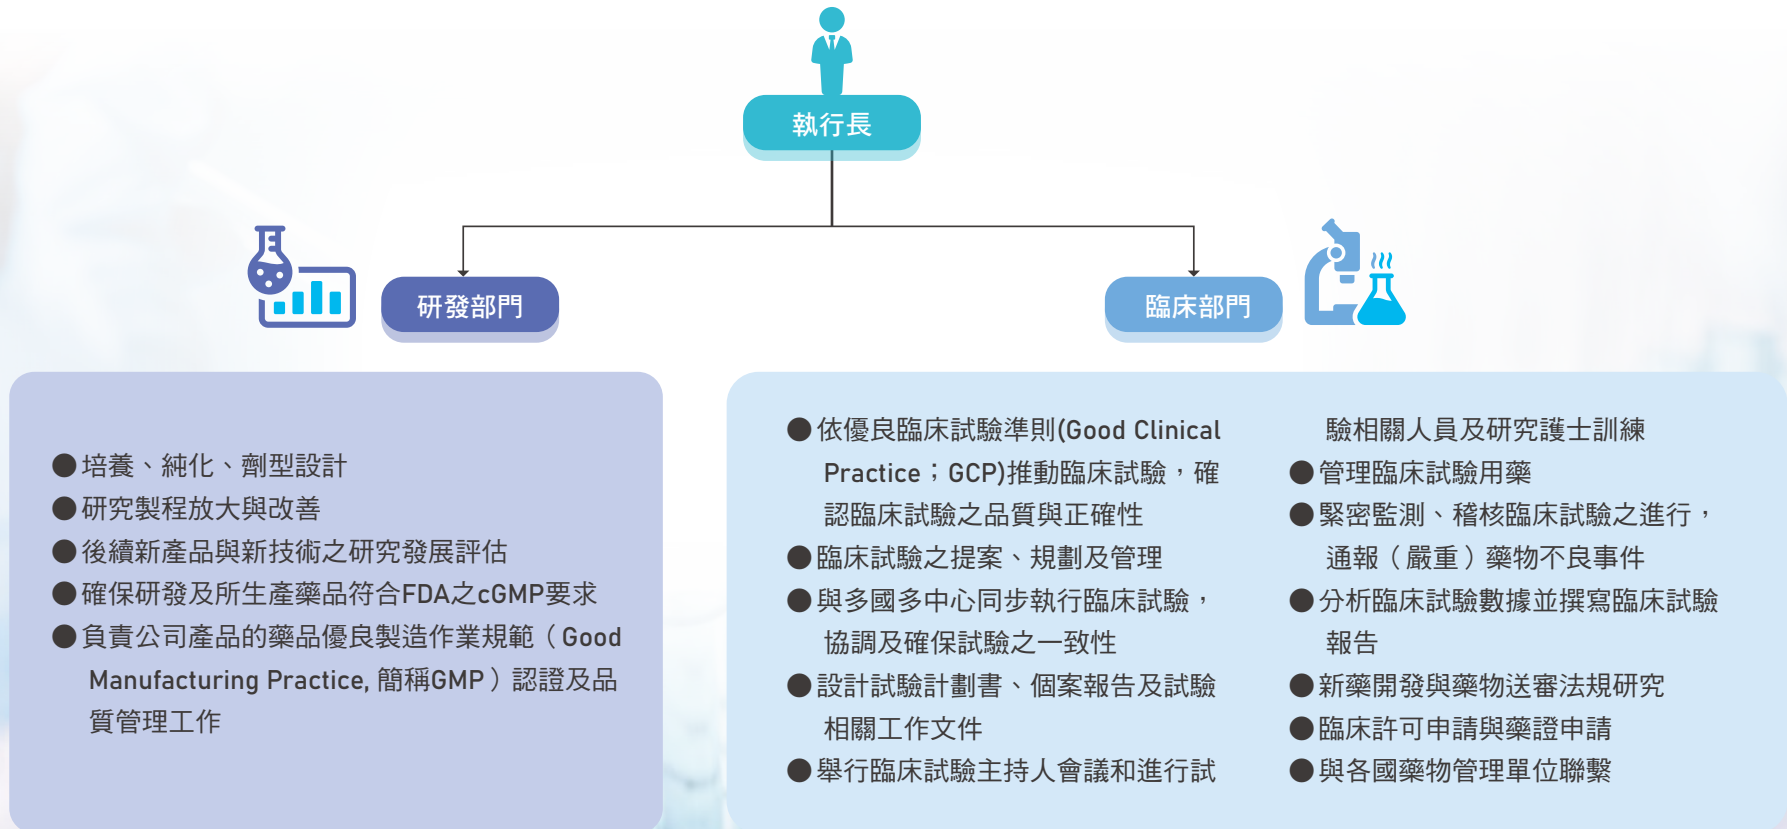 執行長
研發部門
臨床部門
●培養、純化、劑型設計
●研究製程放大與改善
●後續新產品與新技術之研究發展評估
●確保研發及所生產藥品符合FDA之cGMP要求
●負責公司產品的藥品優良製造作業規範（Good
Manufacturing Practice, 簡稱GMP）認證及品
質管理工作
●依優良臨床試驗準則(Good Clinical
Practice；GCP)推動臨床試驗，確
認臨床試驗之品質與正確性
●臨床試驗之提案、規劃及管理
●與多國多中心同步執行臨床試驗，
協調及確保試驗之一致性
●設計試驗計劃書、個案報告及試驗
相關工作文件
●舉行臨床試驗主持人會議和進行試
驗相關人員及研究護士訓練
●管理臨床試驗用藥
●緊密監測、稽核臨床試驗之進行，
通報（嚴重）藥物不良事件
●分析臨床試驗數據並撰寫臨床試驗
報告
●新藥開發與藥物送審法規研究
●臨床許可申請與藥證申請
●與各國藥物管理單位聯繫